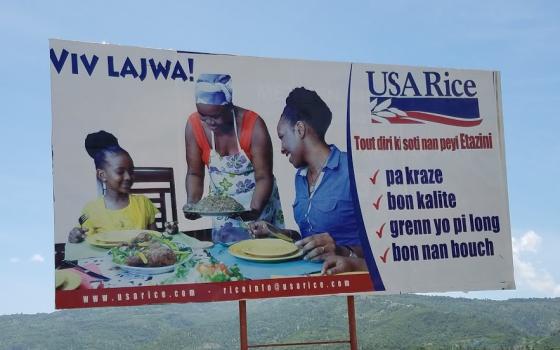 VIV LAJWA!
USA Rice
Tout diri ki soti nan peyi Etazini
pa kraze
bon kalite
grenn yo pi long
bon nan bouch
www.usarice.com - riceinfo@usarice.com